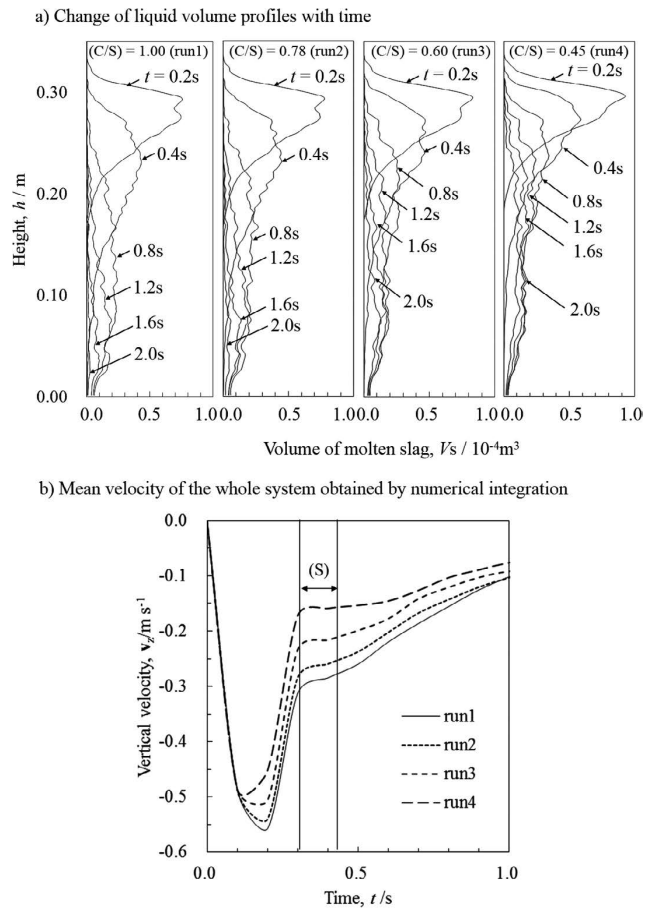 a) Change of liquid volume profiles with time
(C/S) = 1.00 (run1) (C/S) = 0.78 (run2) (C/S) = 0.60 (run3) (C/S) = 0.45 (run4)
t = 0.2s t = 0.2s t = 0.2s t = 0.2s
0.4s 0.4s 0.4s 0.4s
0.8s 0.8s 0.8s 0.8s
1.2s 1.2s 1.2s 1.2s
1.6s 1.6s 1.6s 1.6s
2.0s 2.0s 2.0s 2.0s
Height, h / m
0.30
0.20
0.10
0.00
0.0 0.5 1.0 0.0 0.5 1.0 0.0 0.5 1.0 0.0 0.5 1.0
Volume of molten slag, Vs / 10⁻⁴m³
b) Mean velocity of the whole system obtained by numerical integration
Vertical velocity, vz/m s⁻¹
0.0
-0.1
-0.2
-0.3
-0.4
-0.5
-0.6
(S)
run1
run2
run3
run4
0.0 0.5 1.0
Time, t /s